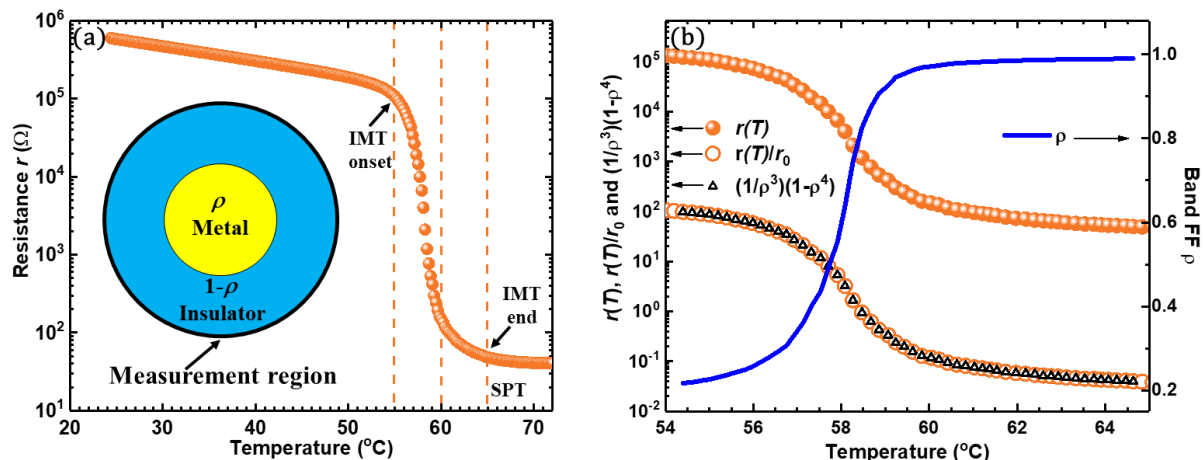 (a)
Resistance r (Ω)
10⁶
10⁵
10⁴
10³
10²
10¹
IMT
onset
ρ
Metal
1-ρ
Insulator
Measurement region
IMT
end
SPT
20 30 40 50 60 70
Temperature (°C)
(b)
r(T), r(T)/r₀ and (1/ρ³)(1-ρ⁴)
10⁵
10⁴
10³
10²
10¹
10⁰
10⁻¹
10⁻²
r(T)
r(T)/r₀
(1/ρ³)(1-ρ⁴)
ρ
1.0
0.8
0.6
0.4
0.2
Band FF ρ
54 56 58 60 62 64
Temperature (°C)